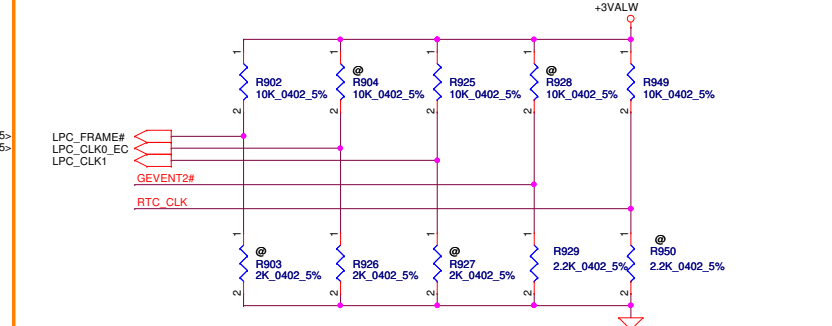 +3VALW
1 1 1 1 1
@ @
R902 R904 R925 R928 R949
10K_0402_5% 10K_0402_5% 10K_0402_5% 10K_0402_5% 10K_0402_5%
2 2 2 2 2
5> LPC_FRAME#
5> LPC_CLK0_EC
LPC_CLK1
GEVENT2#
RTC_CLK
1 1 1 1 1
@ @ @
R903 R926 R927 R929 R950
2K_0402_5% 2K_0402_5% 2K_0402_5% 2.2K_0402_5% 2.2K_0402_5%
2 2 2 2 2